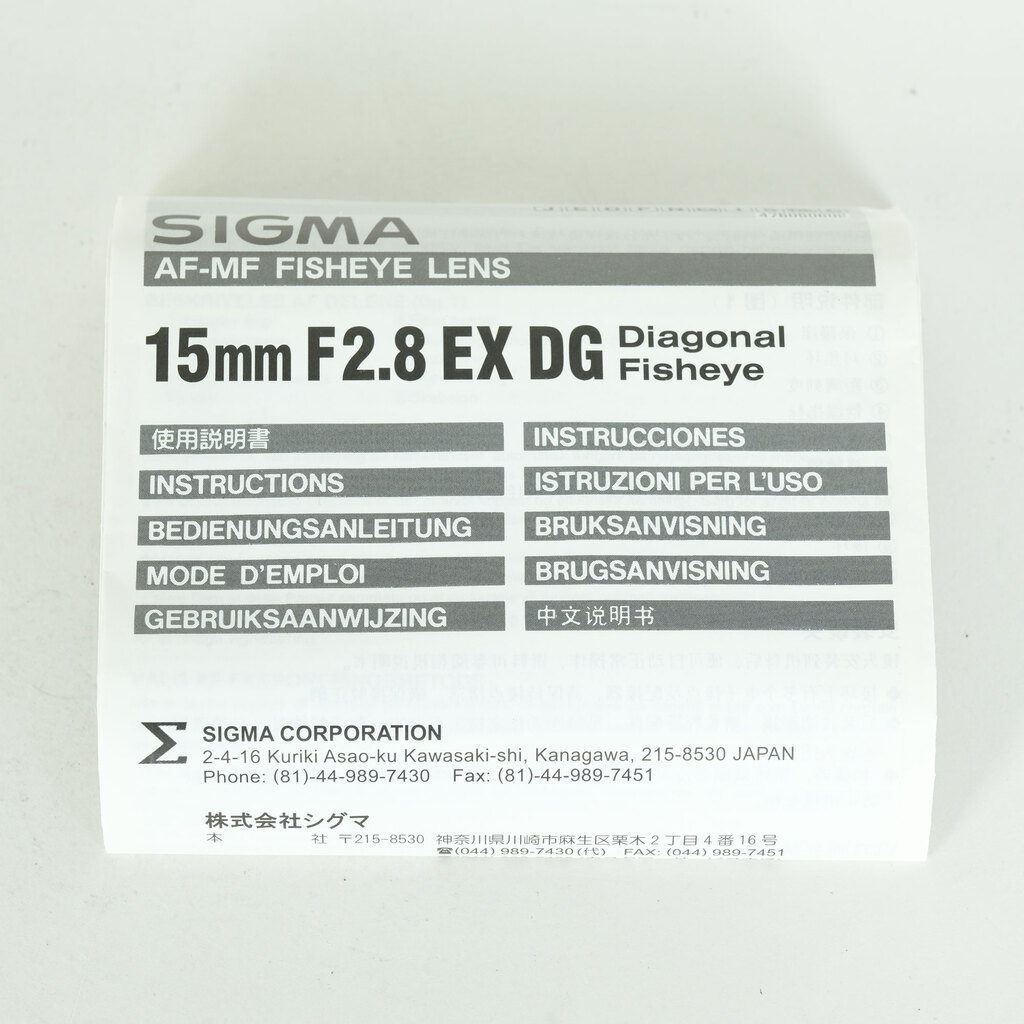 SIGMA
AF-MF FISHEYE LENS
15mm F2.8 EX DG Diagonal Fisheye
使用説明書
INSTRUCTIONS
BEDIENUNGSANLEITUNG
MODE D'EMPLOI
GEBRUIKSAANWIJZING
INSTRUCCIONES
ISTRUZIONI PER L'USO
BRUKSANVISNING
BRUGSANVISNING
中文说明书
Σ SIGMA CORPORATION
2-4-16 Kuriki Asao-ku Kawasaki-shi, Kanagawa, 215-8530 JAPAN
Phone: (81)-44-989-7430 Fax: (81)-44-989-7451
株式会社シグマ
本 社 〒215-8530 神奈川県川崎市麻生区栗木2丁目4番16号
☎(044) 989-7430(代) FAX: (044) 989-7451